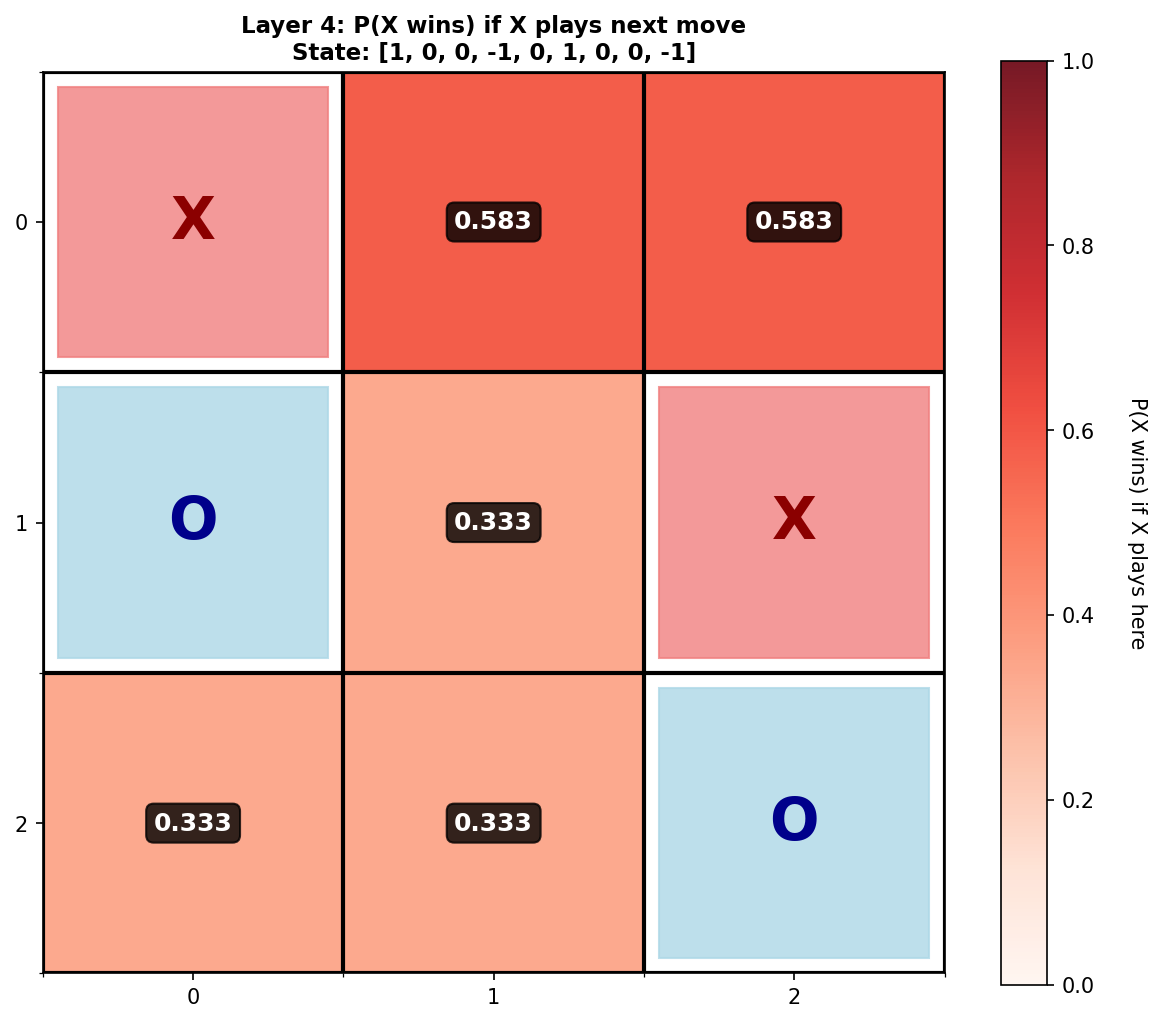 Layer 4: P(X wins) if X plays next move
State: [1, 0, 0, -1, 0, 1, 0, 0, -1]
X
0.583
0.583
O
0.333
X
0.333
0.333
O
0
1
2
0
1
2
1.0
0.8
0.6
0.4
0.2
0.0
P(X wins) if X plays here